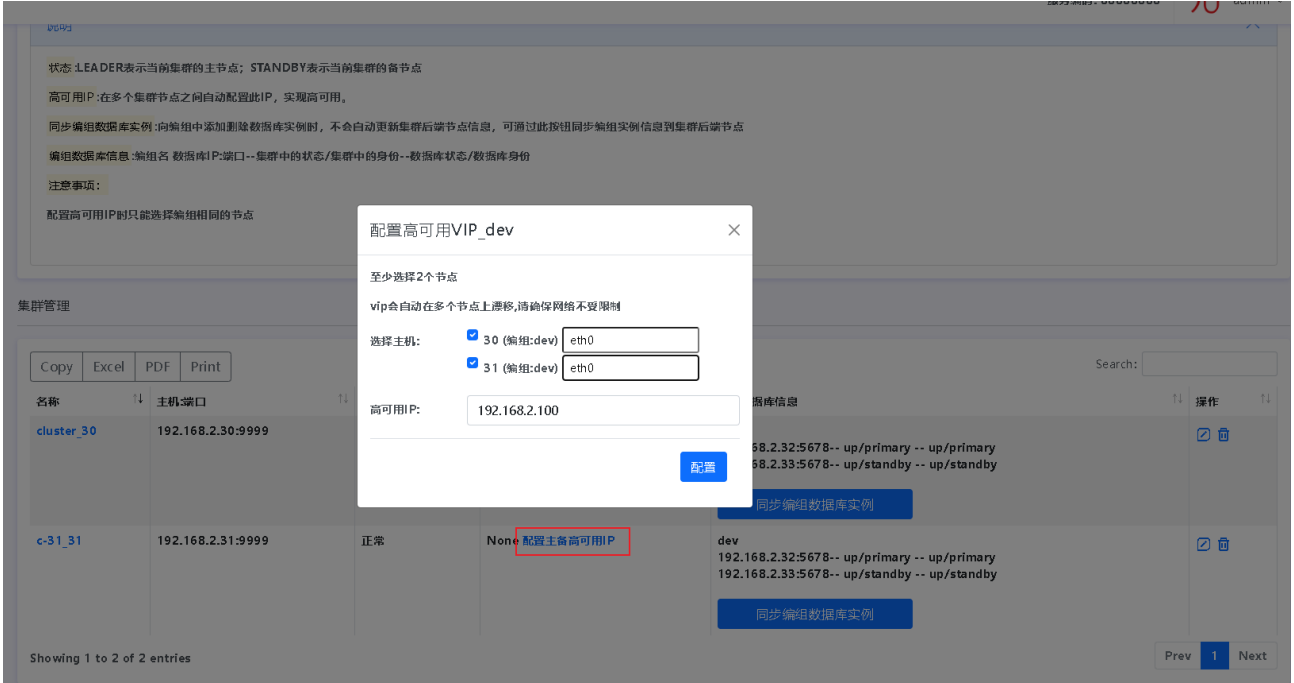 说明
状态:LEADER表示当前集群的主节点；STANDBY表示当前集群的备节点
高可用IP:在多个集群节点之间自动配置此IP，实现高可用。
同步编组数据库实例:向编组中添加删除数据库实例时，不会自动更新集群后端节点信息，可通过此按钮同步编组实例信息到集群后端节点
编组数据库信息:编组名 数据库IP:端口--集群中的状态/集群中的身份--数据库状态/数据库身份
注意事项：
配置高可用IP时只能选择编组相同的节点
配置高可用VIP_dev
至少选择2个节点
vip会自动在多个节点上漂移,请确保网络不受限制
选择主机:
30 (编组:dev) eth0
31 (编组:dev) eth0
高可用IP:
192.168.2.100
配置
集群管理
Copy Excel PDF Print
Search:
名称 主机:端口 据库信息 操作
cluster_30 192.168.2.30:9999
68.2.32:5678-- up/primary -- up/primary
68.2.33:5678-- up/standby -- up/standby
同步编组数据库实例
c-31_31 192.168.2.31:9999 正常 None 配置主备高可用IP dev
192.168.2.32:5678-- up/primary -- up/primary
192.168.2.33:5678-- up/standby -- up/standby
同步编组数据库实例
Showing 1 to 2 of 2 entries
Prev 1 Next